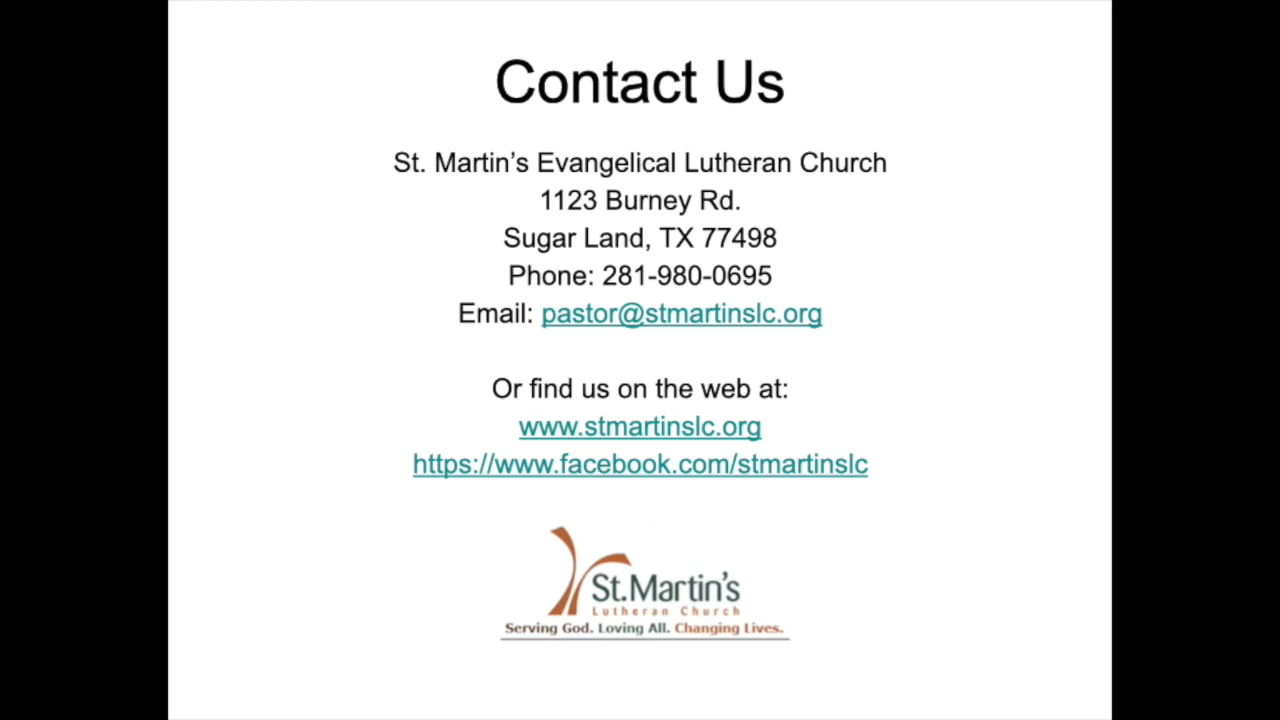 Contact Us
St. Martin’s Evangelical Lutheran Church
1123 Burney Rd.
Sugar Land, TX 77498
Phone: 281-980-0695
Email: pastor@stmartinslc.org
Or find us on the web at:
www.stmartinslc.org
https://www.facebook.com/stmartinslc
St.Martin's
Lutheran Church
Serving God. Loving All. Changing Lives.